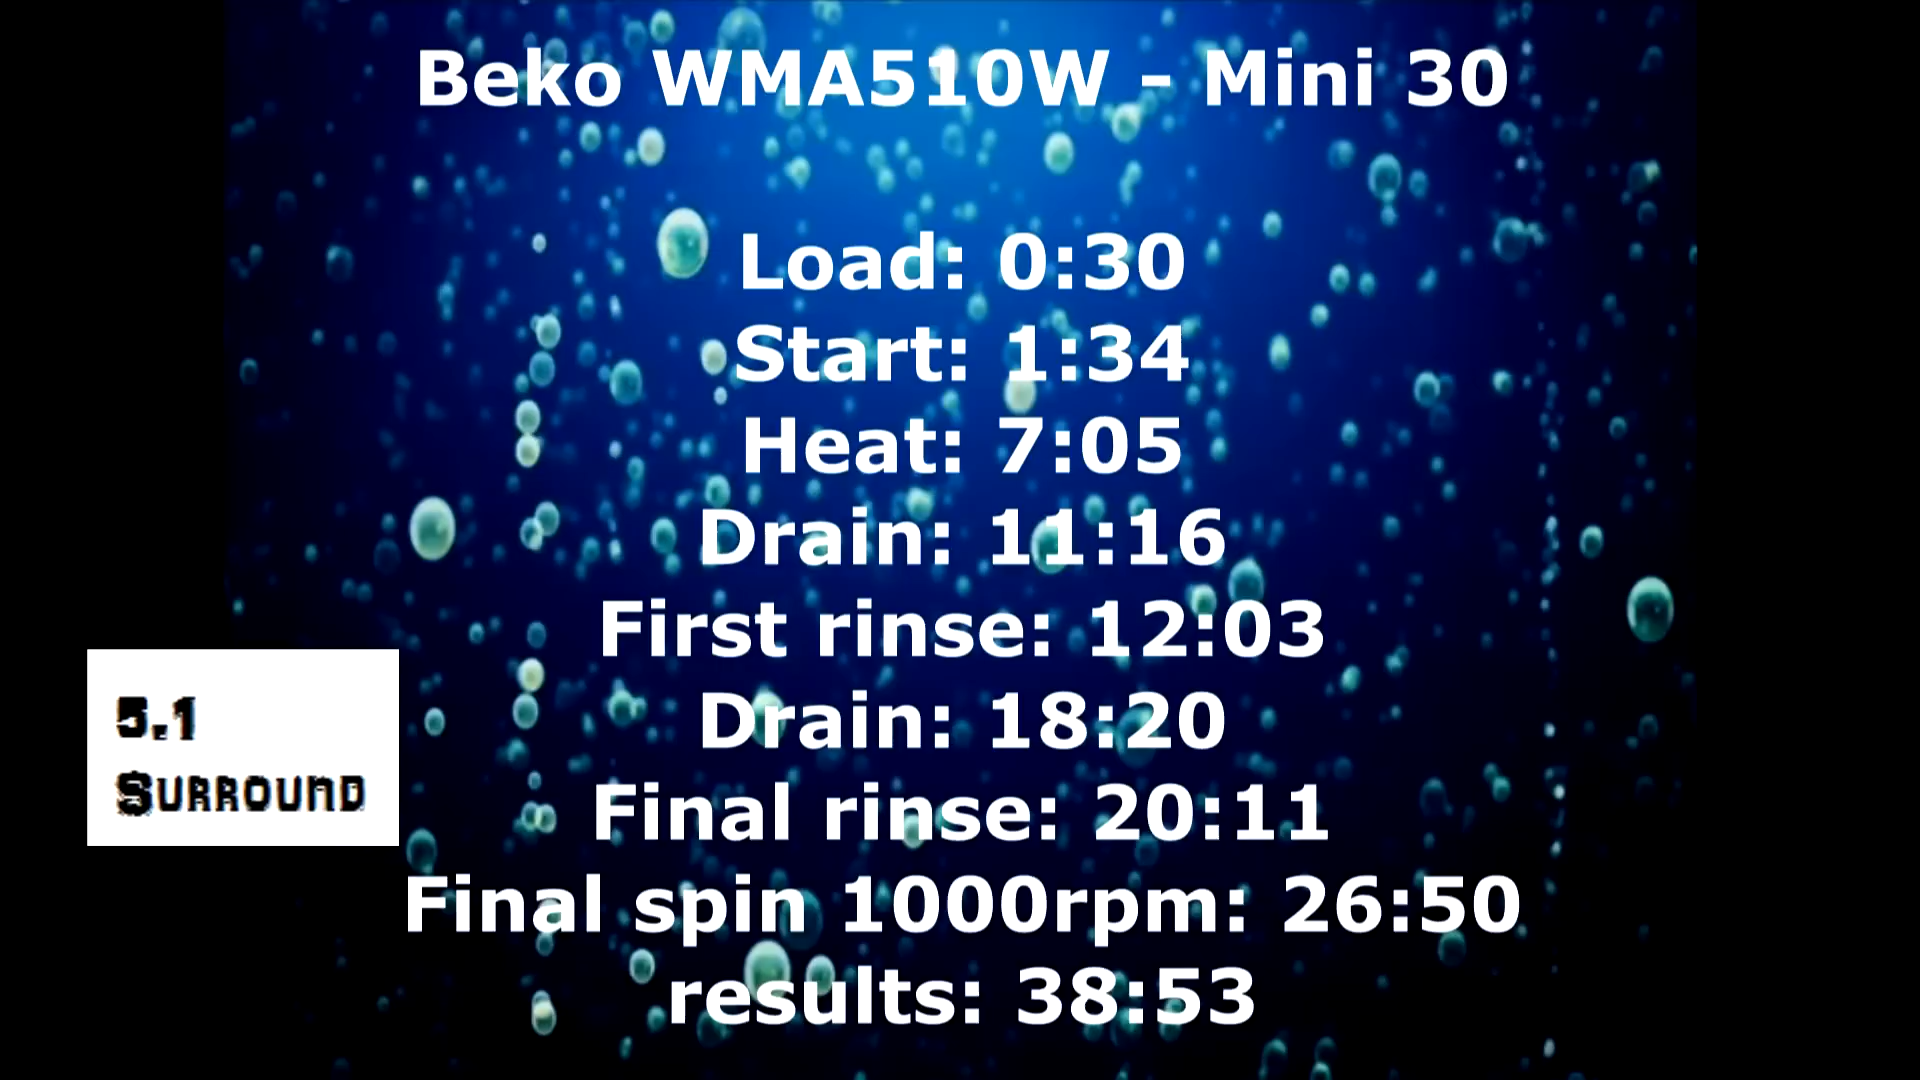 Beko WMA510W – Mini 30
Load: 0:30
Start: 1:34
Heat: 7:05
Drain: 11:16
First rinse: 12:03
Drain: 18:20
Final rinse: 20:11
Final spin 1000rpm: 26:50
results: 38:53
5.1
Surround